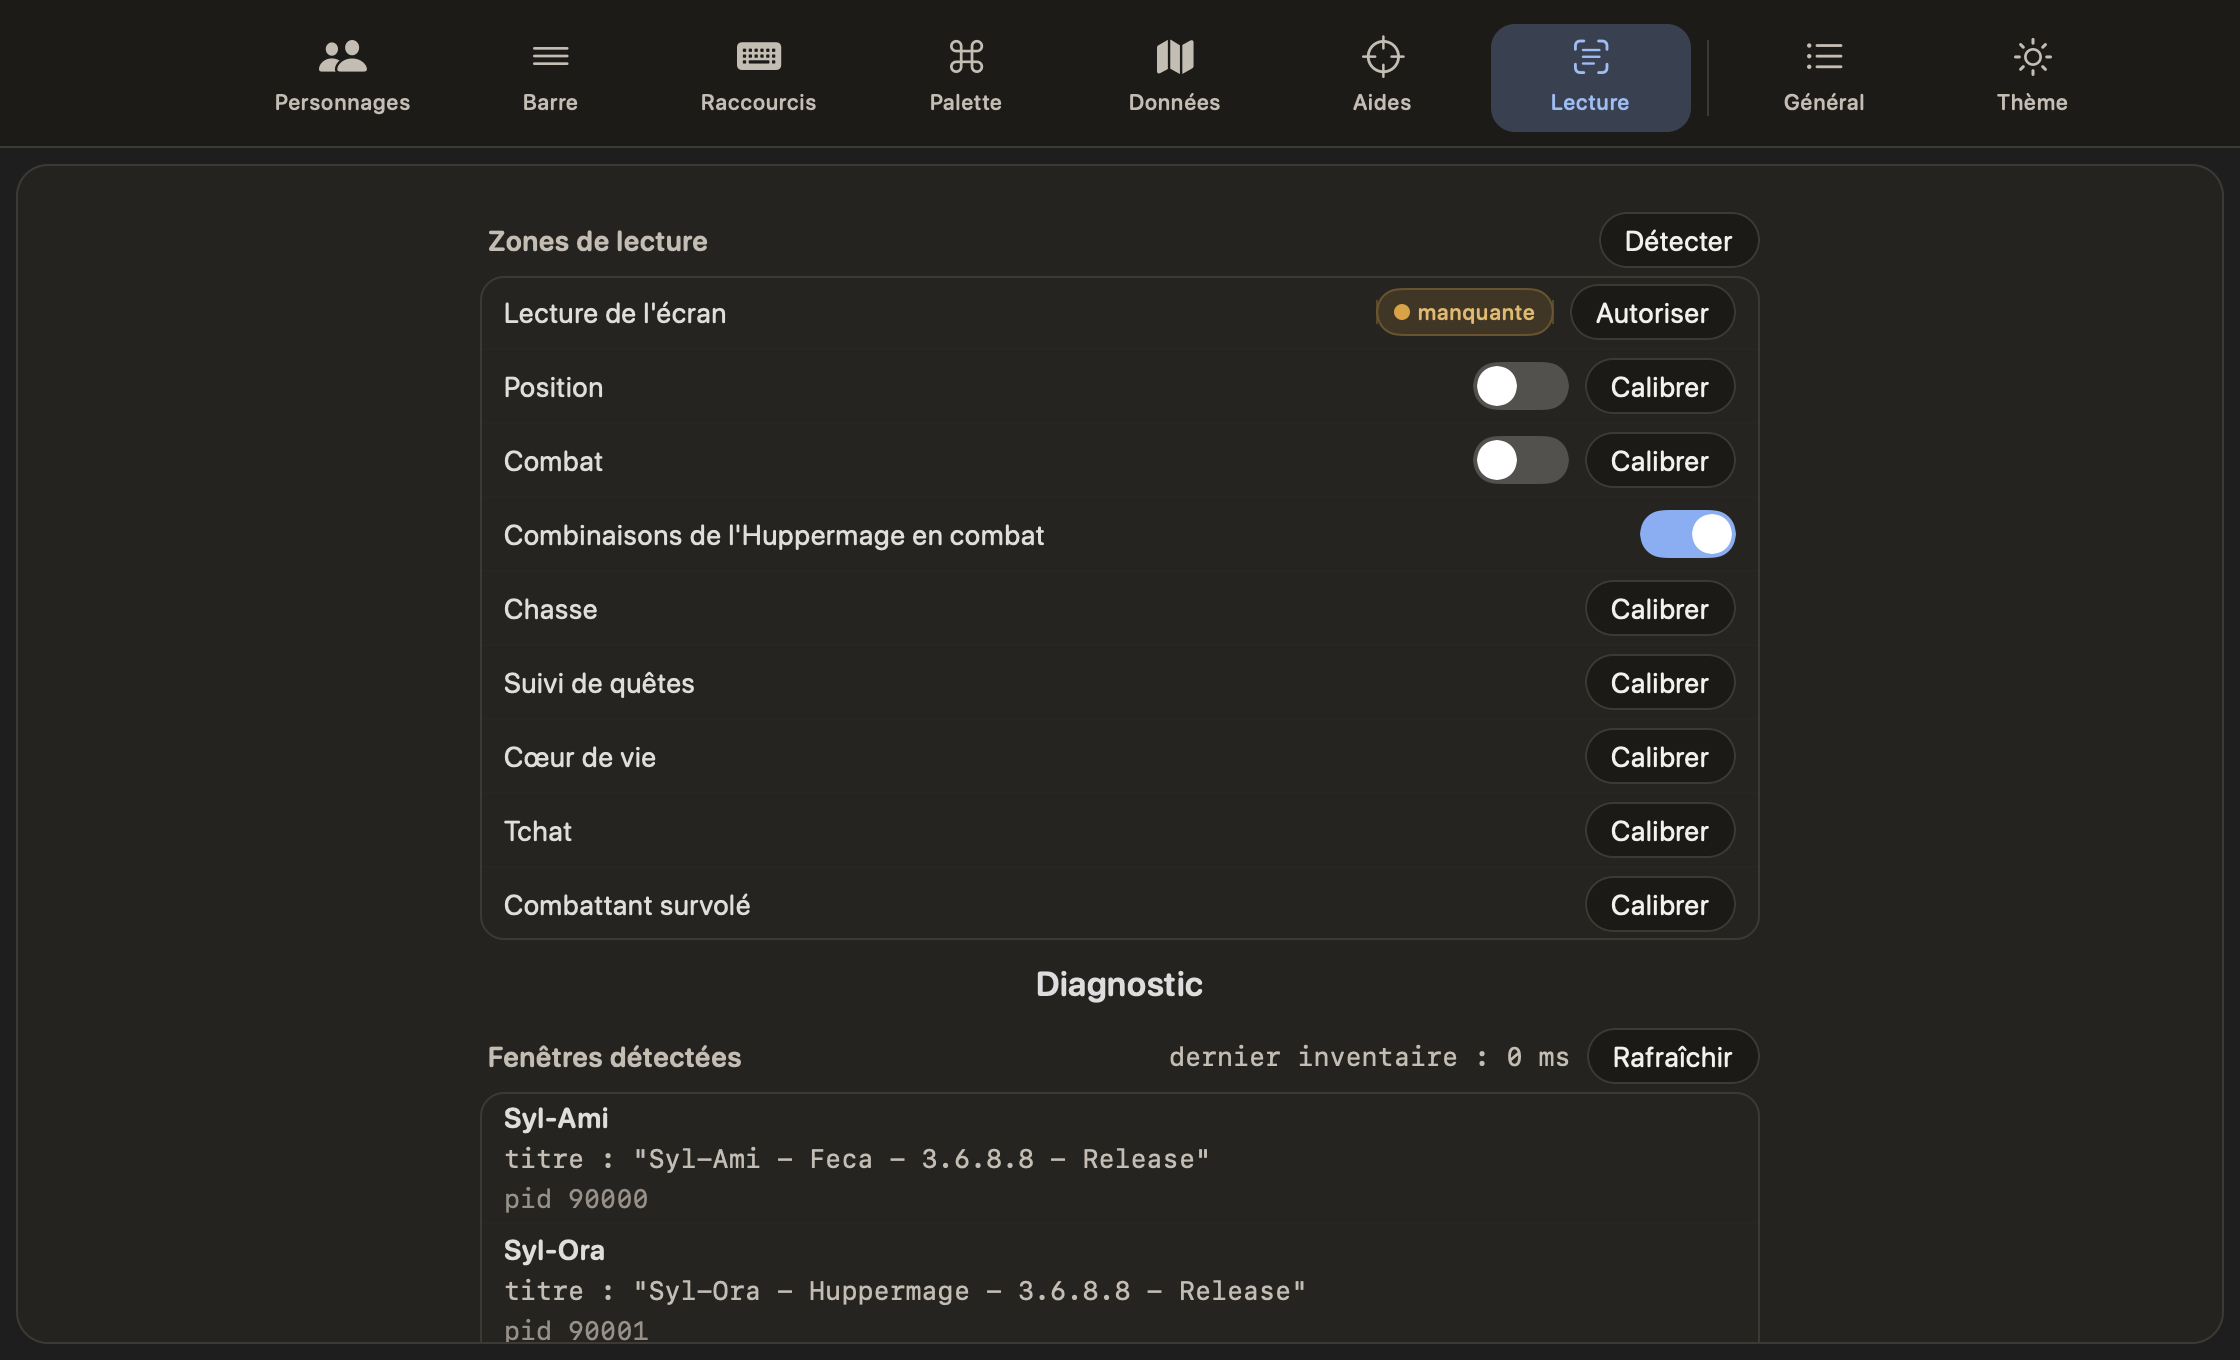 Personnages
Barre
Raccourcis
Palette
Données
Aides
Lecture
Général
Thème
Zones de lecture
Détecter
Lecture de l'écran
manquante
Autoriser
Position
Calibrer
Combat
Calibrer
Combinaisons de l'Huppermage en combat
Chasse
Calibrer
Suivi de quêtes
Calibrer
Cœur de vie
Calibrer
Tchat
Calibrer
Combattant survolé
Calibrer
Diagnostic
Fenêtres détectées
dernier inventaire : 0 ms
Rafraîchir
Syl-Ami
titre : "Syl-Ami - Feca - 3.6.8.8 - Release"
pid 90000
Syl-Ora
titre : "Syl-Ora - Huppermage - 3.6.8.8 - Release"
pid 90001